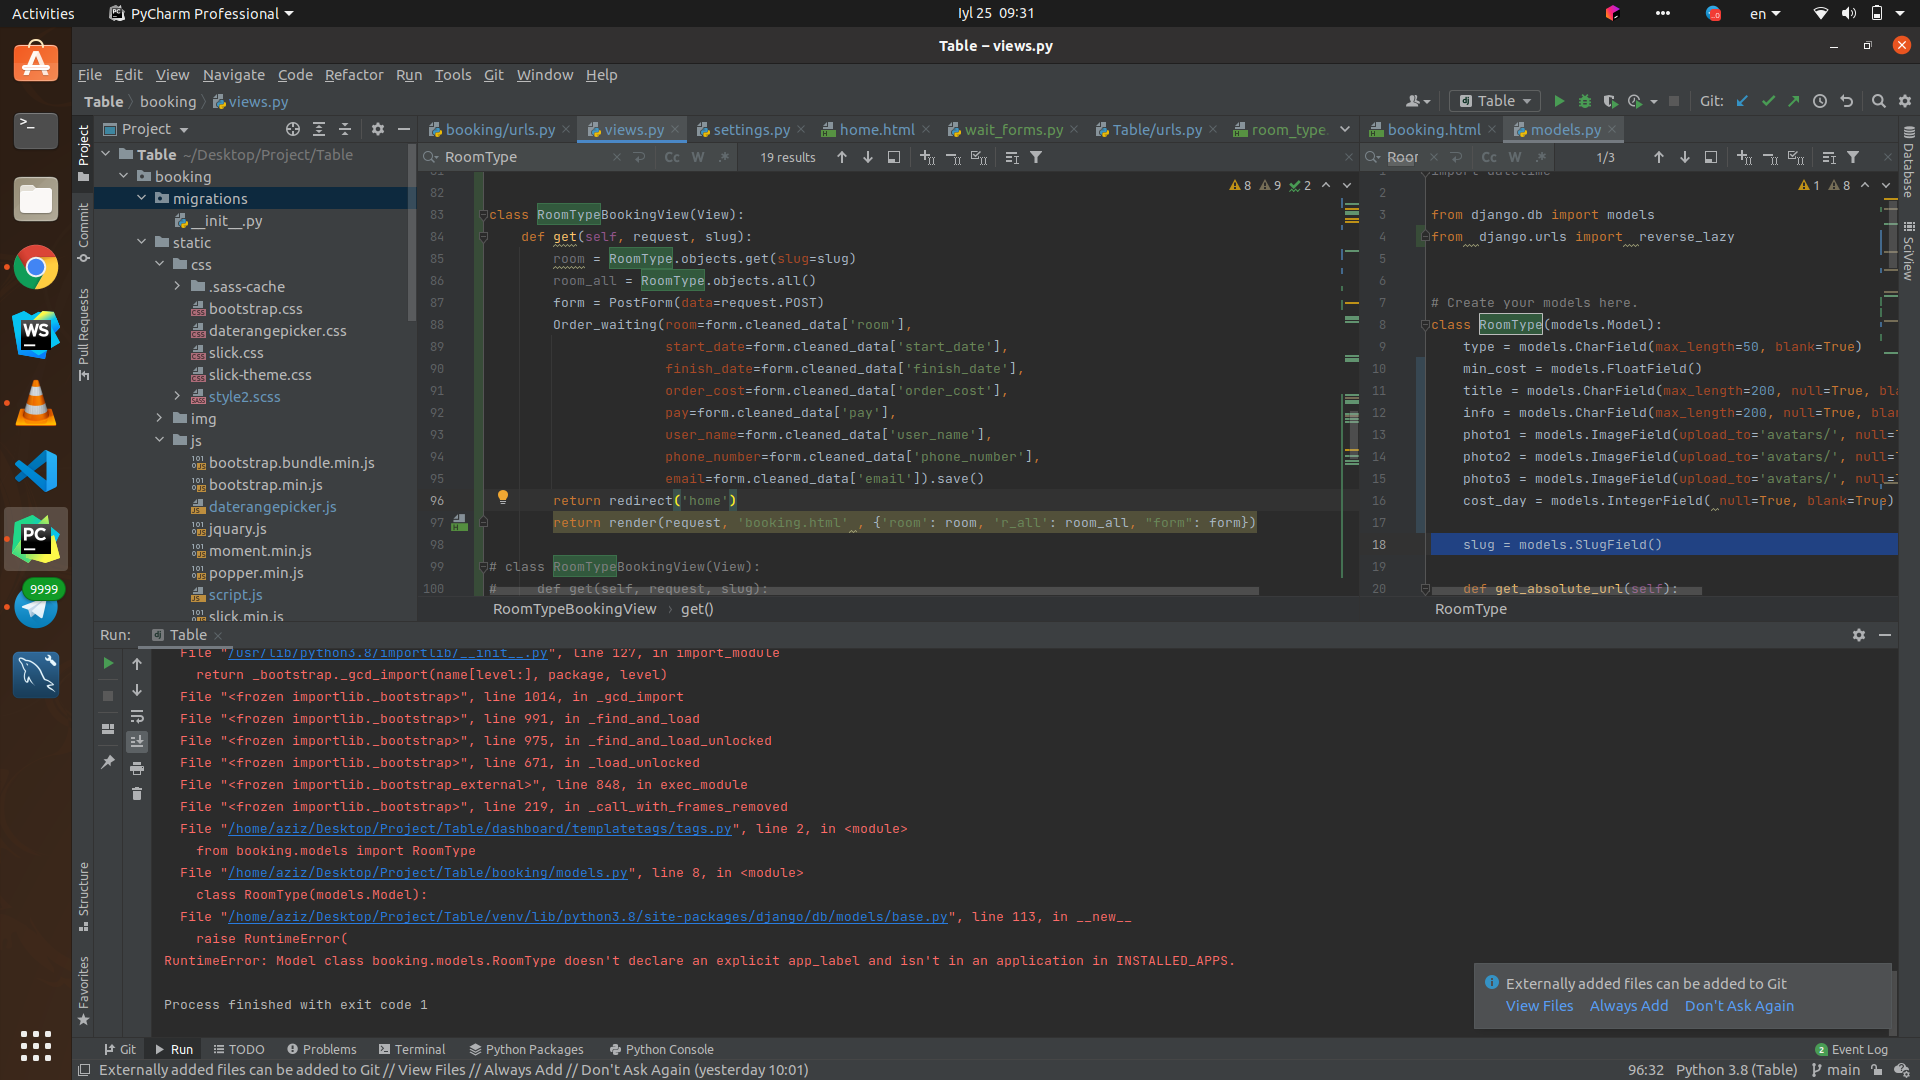 Activities
PyCharm Professional
Iyl 25 09:31
en
Table – views.py
File Edit View Navigate Code Refactor Run Tools Git Window Help
Table booking views.py
Table
Git:
Project
booking/urls.py
views.py
settings.py
home.html
wait_forms.py
Table/urls.py
room_type
booking.html
models.py
RoomType
Cc W .*
19 results
Cc W .*
1/3
Project
Commit
Pull Requests
Structure
Favorites
Database
SciView
Table ~/Desktop/Project/Table
booking
migrations
__init__.py
static
css
.sass-cache
bootstrap.css
daterangepicker.css
slick.css
slick-theme.css
style2.scss
img
js
bootstrap.bundle.min.js
bootstrap.min.js
daterangepicker.js
jquary.js
moment.min.js
popper.min.js
script.js
slick.min.js
8 9 2
82
83 class RoomTypeBookingView(View):
84 def get(self, request, slug):
85 room = RoomType.objects.get(slug=slug)
86 room_all = RoomType.objects.all()
87 form = PostForm(data=request.POST)
88 Order_waiting(room=form.cleaned_data['room'],
89 start_date=form.cleaned_data['start_date'],
90 finish_date=form.cleaned_data['finish_date'],
91 order_cost=form.cleaned_data['order_cost'],
92 pay=form.cleaned_data['pay'],
93 user_name=form.cleaned_data['user_name'],
94 phone_number=form.cleaned_data['phone_number'],
95 email=form.cleaned_data['email']).save()
96 return redirect('home')
97 return render(request, 'booking.html' , {'room': room, 'r_all': room_all, "form": form})
98
99 # class RoomTypeBookingView(View):
100 # def get(self, request, slug):
RoomTypeBookingView get()
1 8
1 import datetime
2
3 from django.db import models
4 from  django.urls import  reverse_lazy
5
6
7 # Create your models here.
8 class RoomType(models.Model):
9 type = models.CharField(max_length=50, blank=True)
10 min_cost = models.FloatField()
11 title = models.CharField(max_length=200, null=True,
12 info = models.CharField(max_length=200, null=True,
13 photo1 = models.ImageField(upload_to='avatars/',
14 photo2 = models.ImageField(upload_to='avatars/',
15 photo3 = models.ImageField(upload_to='avatars/',
16 cost_day = models.IntegerField( null=True, blank=True)
17
18 slug = models.SlugField()
19
20 def get_absolute_url(self):
RoomType
Run: Table
File "/usr/lib/python3.8/importlib/__init__.py", line 127, in import_module
return _bootstrap._gcd_import(name[level:], package, level)
File "<frozen importlib._bootstrap>", line 1014, in _gcd_import
File "<frozen importlib._bootstrap>", line 991, in _find_and_load
File "<frozen importlib._bootstrap>", line 975, in _find_and_load_unlocked
File "<frozen importlib._bootstrap>", line 671, in _load_unlocked
File "<frozen importlib._bootstrap_external>", line 848, in exec_module
File "<frozen importlib._bootstrap>", line 219, in _call_with_frames_removed
File "/home/aziz/Desktop/Project/Table/dashboard/templatetags/tags.py", line 2, in <module>
from booking.models import RoomType
File "/home/aziz/Desktop/Project/Table/booking/models.py", line 8, in <module>
class RoomType(models.Model):
File "/home/aziz/Desktop/Project/Table/venv/lib/python3.8/site-packages/django/db/models/base.py", line 113, in __new__
raise RuntimeError(
RuntimeError: Model class booking.models.RoomType doesn't declare an explicit app_label and isn't in an application in INSTALLED_APPS.
Process finished with exit code 1
Externally added files can be added to Git
View Files Always Add Don't Ask Again
Git Run TODO Problems Terminal Python Packages Python Console
2 Event Log
Externally added files can be added to Git // View Files // Always Add // Don't Ask Again (yesterday 10:01)
96:32 Python 3.8 (Table) main
WS
PC
9999